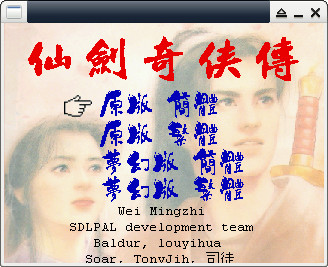 仙劍奇俠傳
原版 簡體
原版 繁體
夢幻版 簡體
夢幻版 繁體
Wei Mingzhi
SDLPAL development team
Baldur, louyihua
Soar, TonyJih, 司徒